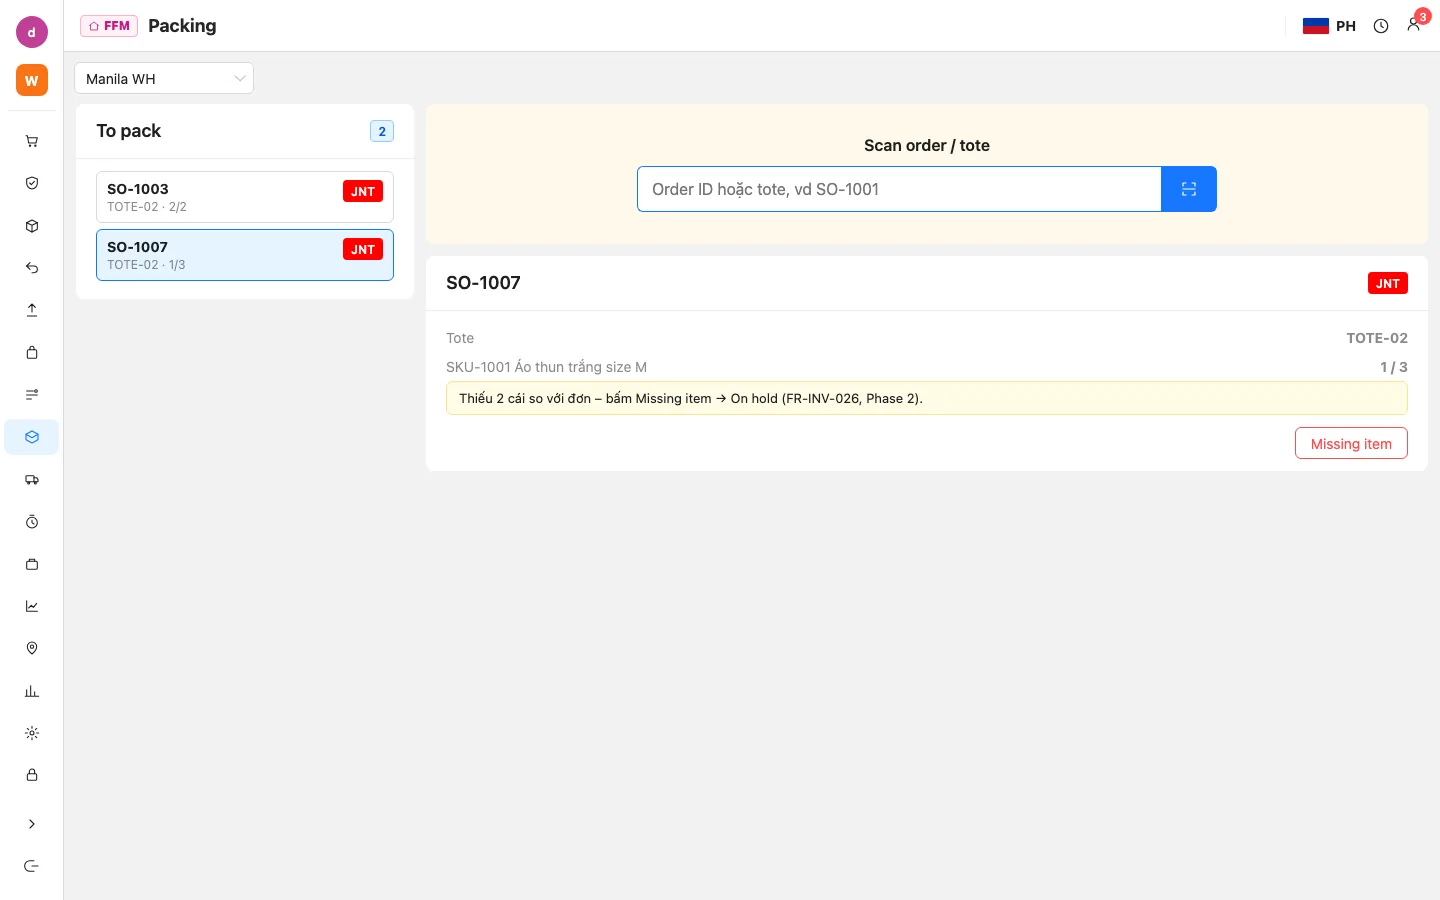 d
W
FFM
Packing
PH
3
Manila WH
To pack
2
SO-1003
JNT
TOTE-02 · 2/2
SO-1007
JNT
TOTE-02 · 1/3
Scan order / tote
Order ID hoặc tote, vd SO-1001
SO-1007
JNT
Tote
TOTE-02
SKU-1001 Áo thun trắng size M
1 / 3
Thiếu 2 cái so với đơn – bấm Missing item → On hold (FR-INV-026, Phase 2).
Missing item